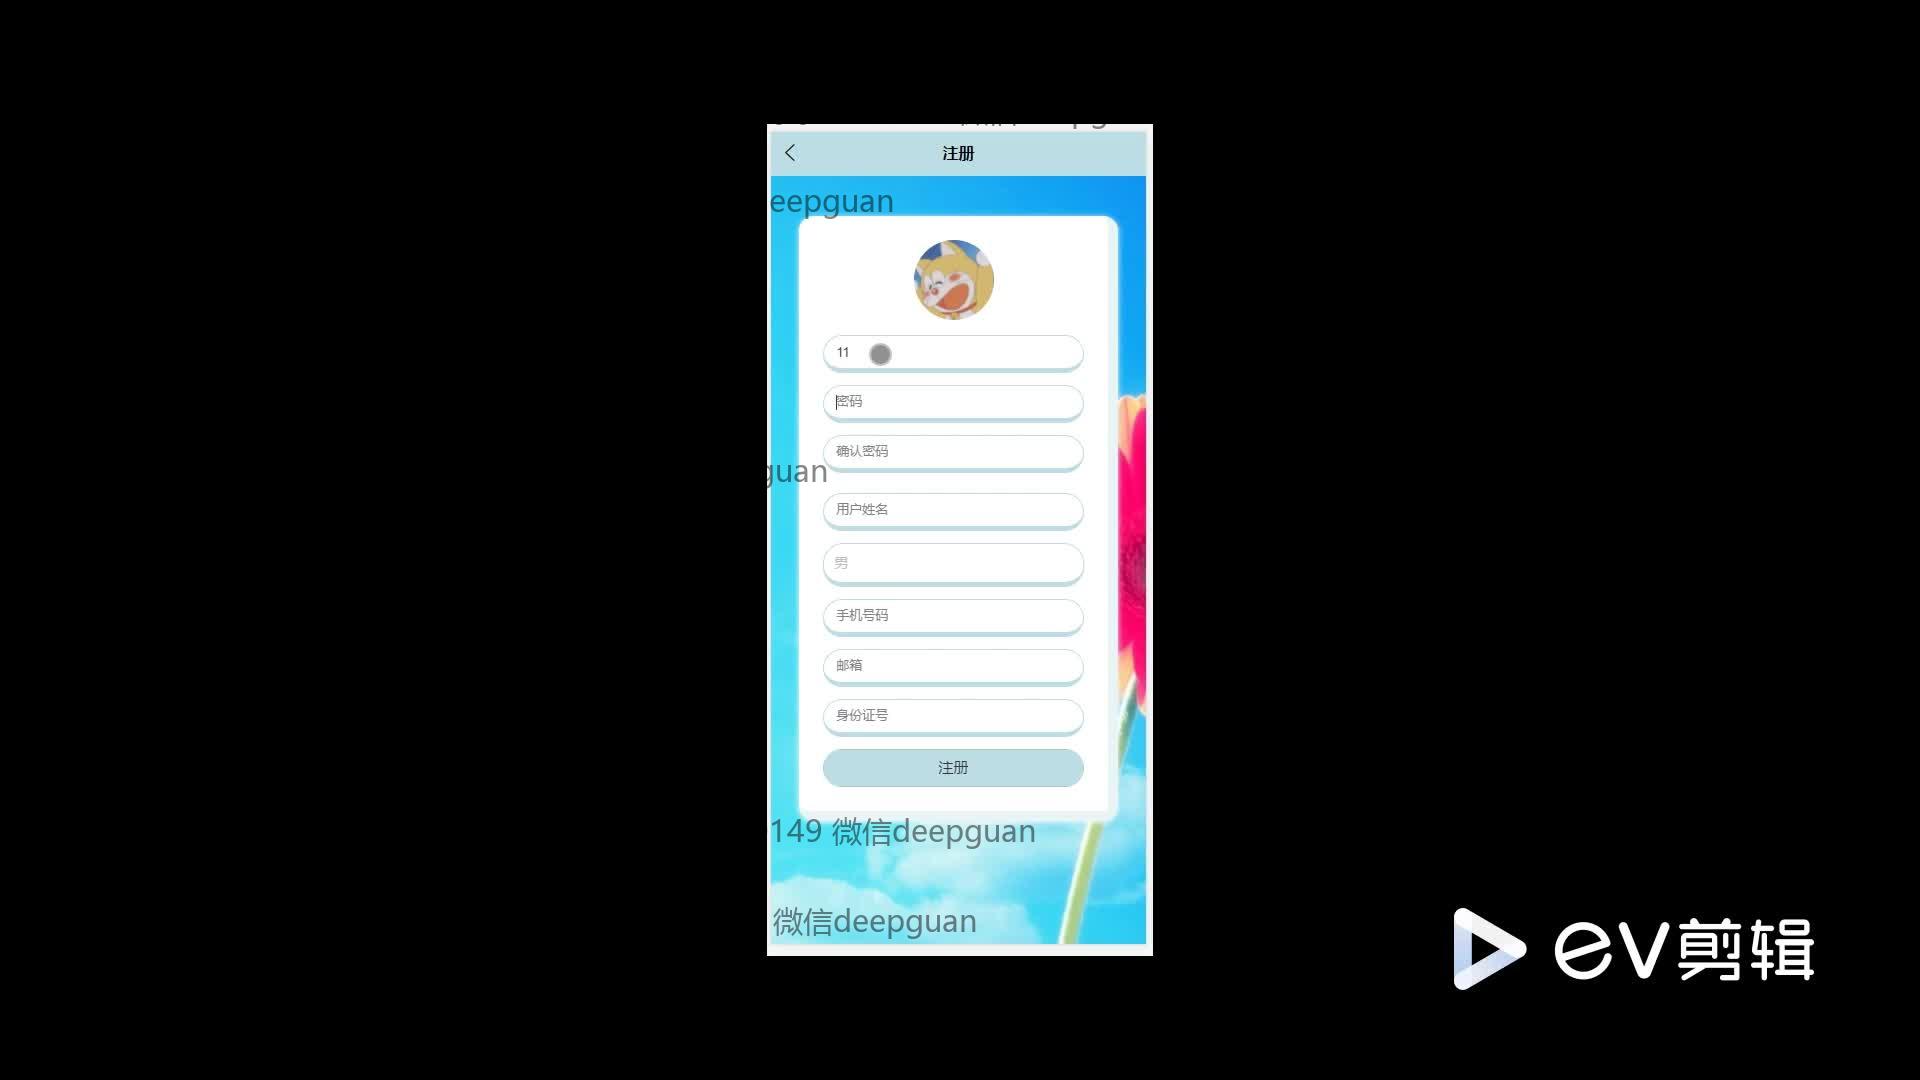 注册
eepguan
11
密码
确认密码
guan
用户姓名
男
手机号码
邮箱
身份证号
注册
149 微信deepguan
微信deepguan
ev剪辑